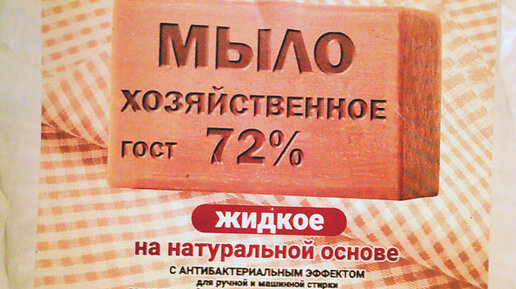 МЫЛО
ХОЗЯЙСТВЕННОЕ
ГОСТ 72%
ЖИДКОЕ
на натуральной основе
С АНТИБАКТЕРИАЛЬНЫМ ЭФФЕКТОМ
для ручной и машинной стирки